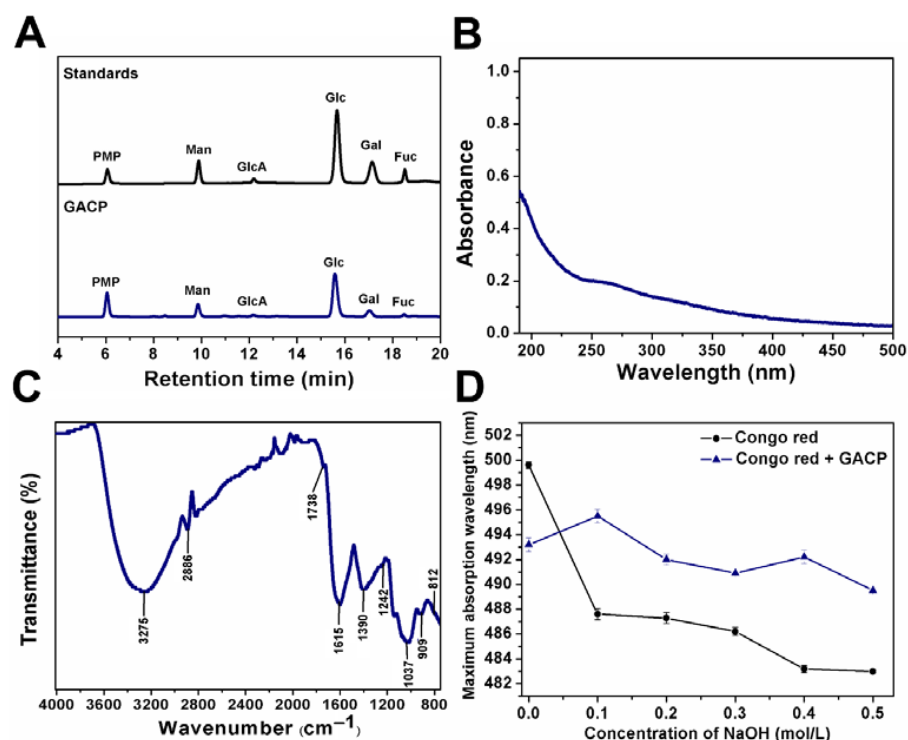 A
Standards
PMP
Man
GlcA
Glc
Gal
Fuc
GACP
PMP
Man
GlcA
Glc
Gal
Fuc
4 6 8 10 12 14 16 18 20
Retention time (min)
B
Absorbance
1.0
0.8
0.6
0.4
0.2
0.0
200 250 300 350 400 450 500
Wavelength (nm)
C
Transmittance (%)
3275
2886
1738
1615
1390
1242
1037
909
812
4000 3600 3200 2800 2400 2000 1600 1200 800
Wavenumber (cm⁻¹)
D
Maximum absorption wavelength (nm)
502
500
498
496
494
492
490
488
486
484
482
Congo red
Congo red + GACP
0.0 0.1 0.2 0.3 0.4 0.5
Concentration of NaOH (mol/L)